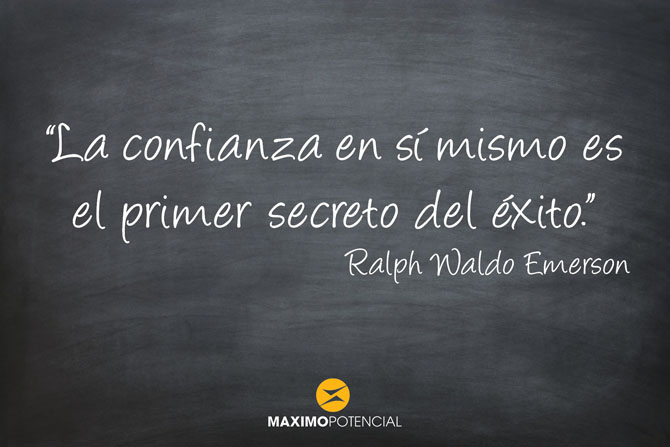 “La confianza en sí mismo es
el primer secreto del éxito.”
Ralph Waldo Emerson
MAXIMOPOTENCIAL